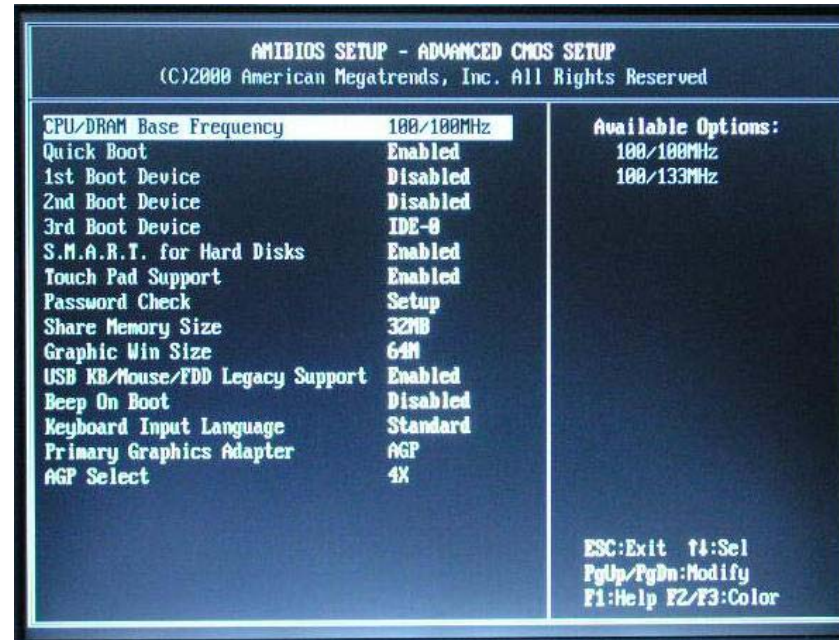 AMIBIOS SETUP - ADVANCED CMOS SETUP
(C)2000 American Megatrends, Inc. All Rights Reserved
CPU/DRAM Base Frequency 100/100MHz
Quick Boot Enabled
1st Boot Device Disabled
2nd Boot Device Disabled
3rd Boot Device IDE-0
S.M.A.R.T. for Hard Disks Enabled
Touch Pad Support Enabled
Password Check Setup
Share Memory Size 32MB
Graphic Win Size 64M
USB KB/Mouse/FDD Legacy Support Enabled
Beep On Boot Disabled
Keyboard Input Language Standard
Primary Graphics Adapter AGP
AGP Select 4X
Available Options:
100/100MHz
100/133MHz
ESC:Exit ↑↓:Sel
PgUp/PgDn:Modify
F1:Help F2/F3:Color